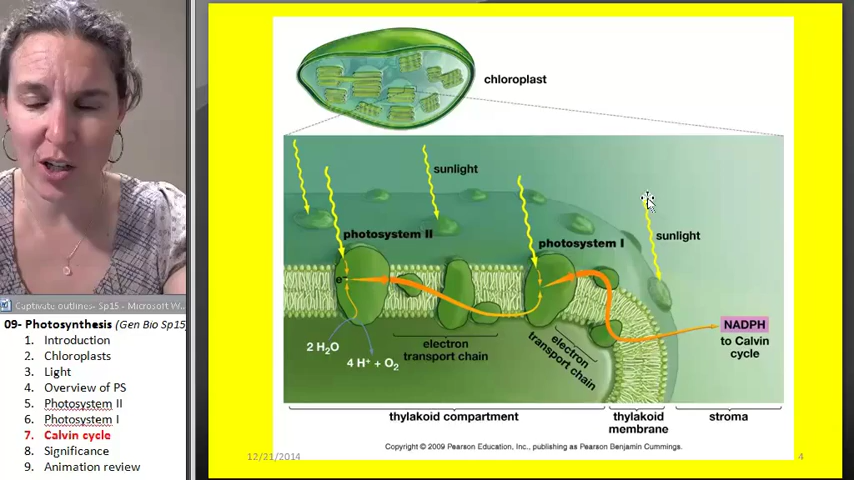 chloroplast
sunlight
photosystem II
photosystem I
sunlight
e-
NADPH
to Calvin
cycle
2 H₂O
4 H⁺ + O₂
electron
transport chain
electron
transport chain
thylakoid compartment
thylakoid
membrane
stroma
Copyright © 2009 Pearson Education, Inc., publishing as Pearson Benjamin Cummings.
12/21/2014
4
Captivate outlines- Sp15 - Microsoft W...
09- Photosynthesis (Gen Bio Sp15
1. Introduction
2. Chloroplasts
3. Light
4. Overview of PS
5. Photosystem II
6. Photosystem I
7. Calvin cycle
8. Significance
9. Animation review